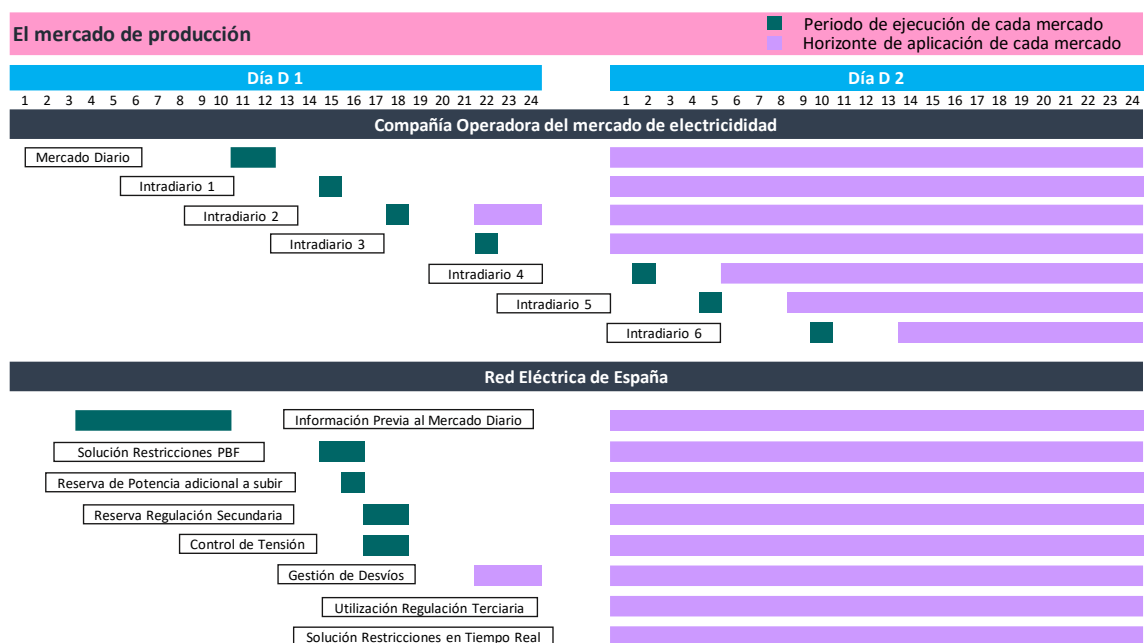 El mercado de producción
Periodo de ejecución de cada mercado
Horizonte de aplicación de cada mercado
Día D 1
Día D 2
1 2 3 4 5 6 7 8 9 10 11 12 13 14 15 16 17 18 19 20 21 22 23 24
1 2 3 4 5 6 7 8 9 10 11 12 13 14 15 16 17 18 19 20 21 22 23 24
Compañía Operadora del mercado de electricididad
Mercado Diario
Intradiario 1
Intradiario 2
Intradiario 3
Intradiario 4
Intradiario 5
Intradiario 6
Red Eléctrica de España
Información Previa al Mercado Diario
Solución Restricciones PBF
Reserva de Potencia adicional a subir
Reserva Regulación Secundaria
Control de Tensión
Gestión de Desvíos
Utilización Regulación Terciaria
Solución Restricciones en Tiempo Real